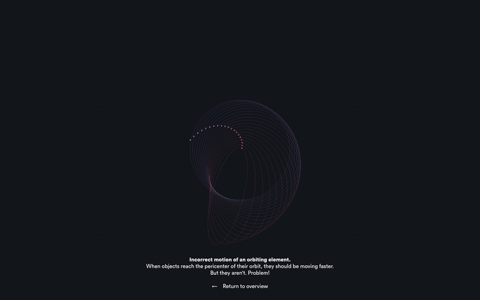 Incorrect motion of an orbiting element.
When objects reach the pericenter of their orbit, they should be moving faster.
But they aren't. Problem!
← Return to overview